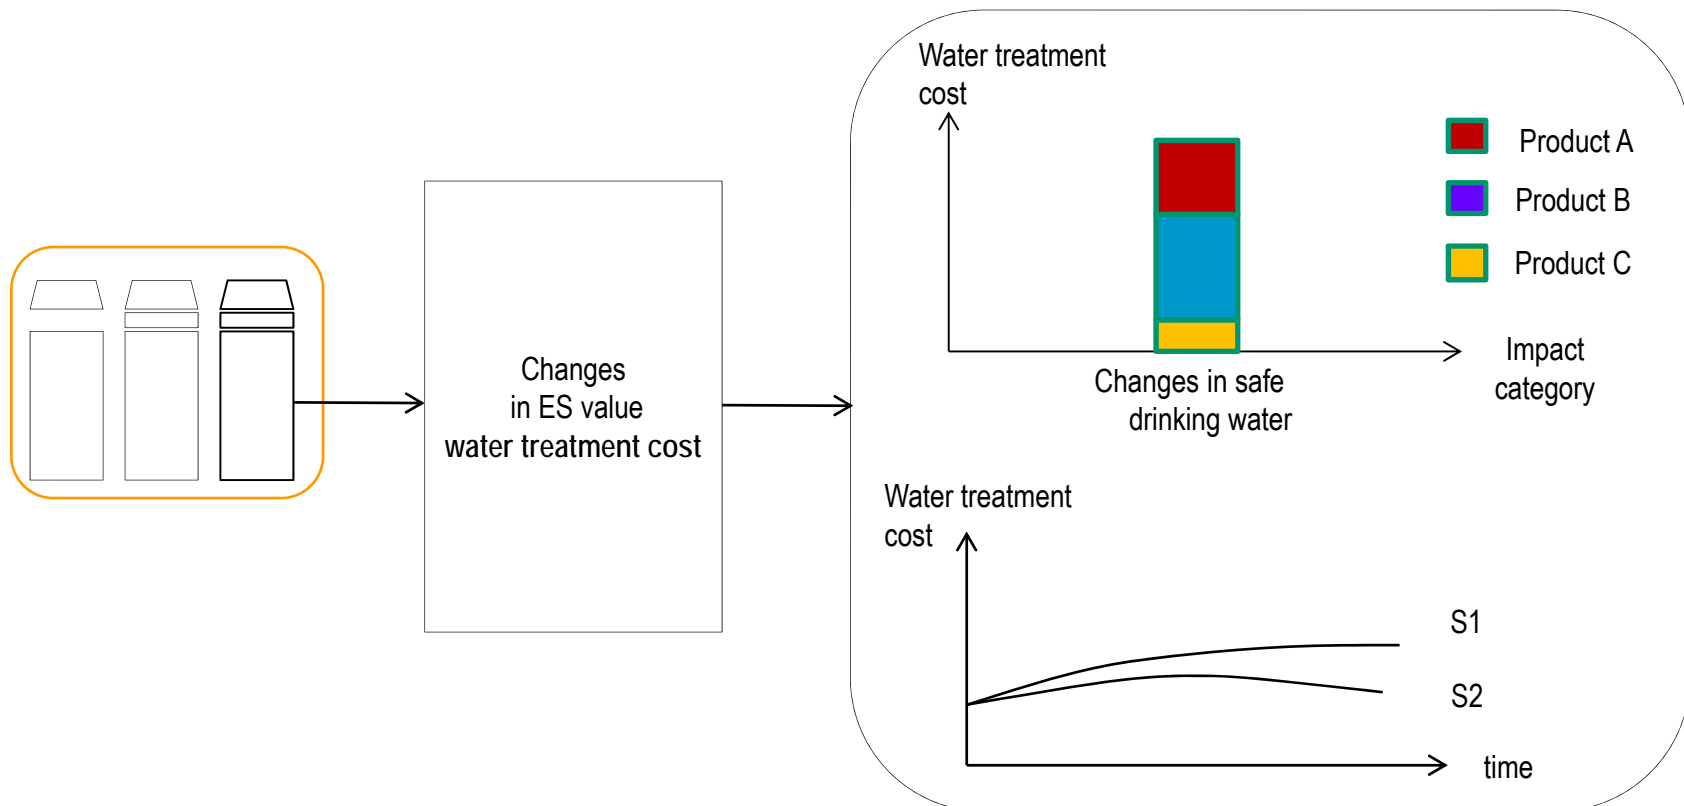 Changes
in ES value
water treatment cost
Water treatment
cost
Product A
Product B
Product C
Impact
category
Changes in safe
drinking water
Water treatment
cost
S1
S2
time